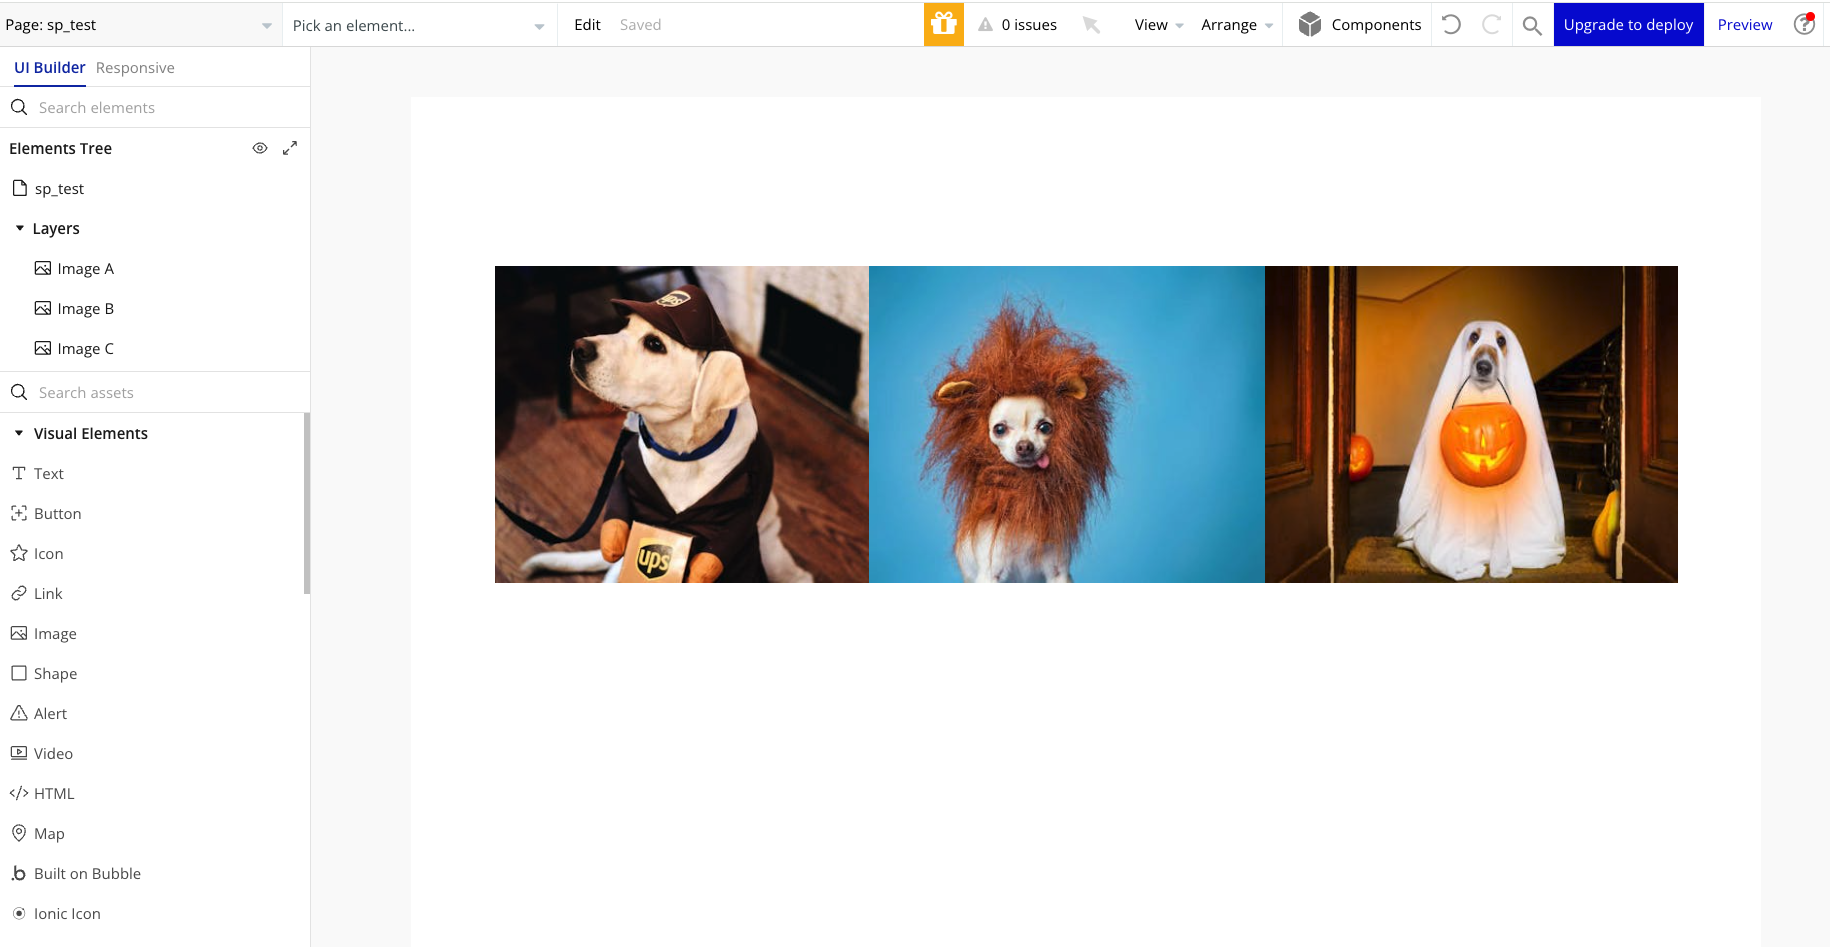 Page: sp_test
Pick an element...
Edit
Saved
0 issues
View
Arrange
Components
Upgrade to deploy
Preview
?
UI Builder
Responsive
Search elements
Elements Tree
sp_test
Layers
Image A
Image B
Image C
Search assets
Visual Elements
Text
Button
Icon
Link
Image
Shape
Alert
Video
HTML
Map
Built on Bubble
Ionic Icon
ups
ups